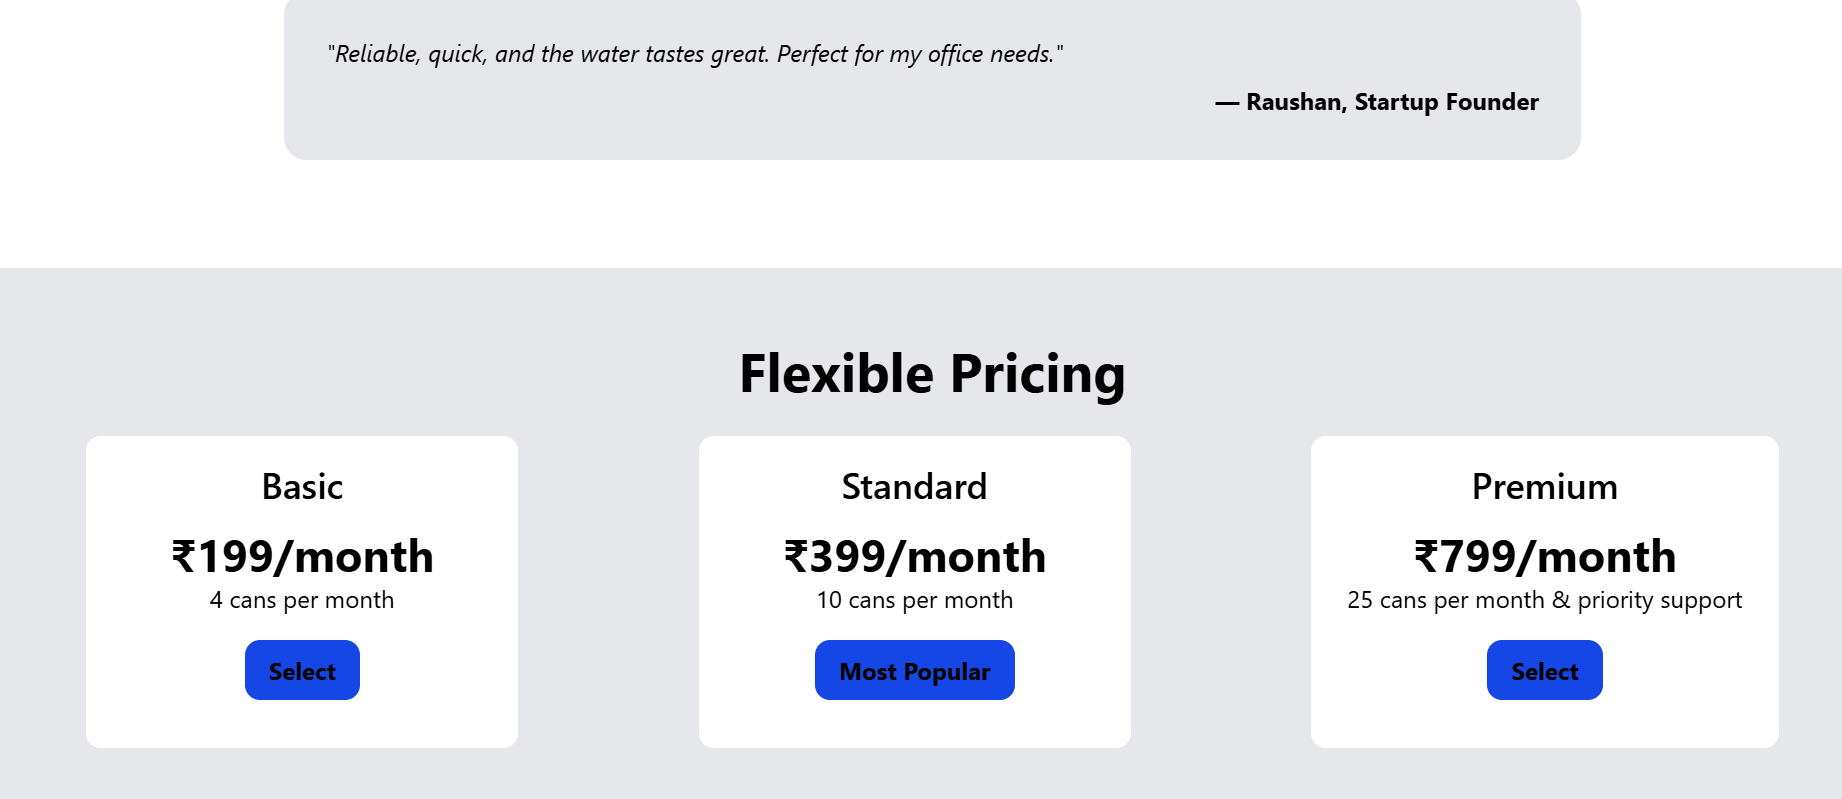 "Reliable, quick, and the water tastes great. Perfect for my office needs."
— Raushan, Startup Founder
Flexible Pricing
Basic
₹199/month
4 cans per month
Select
Standard
₹399/month
10 cans per month
Most Popular
Premium
₹799/month
25 cans per month & priority support
Select